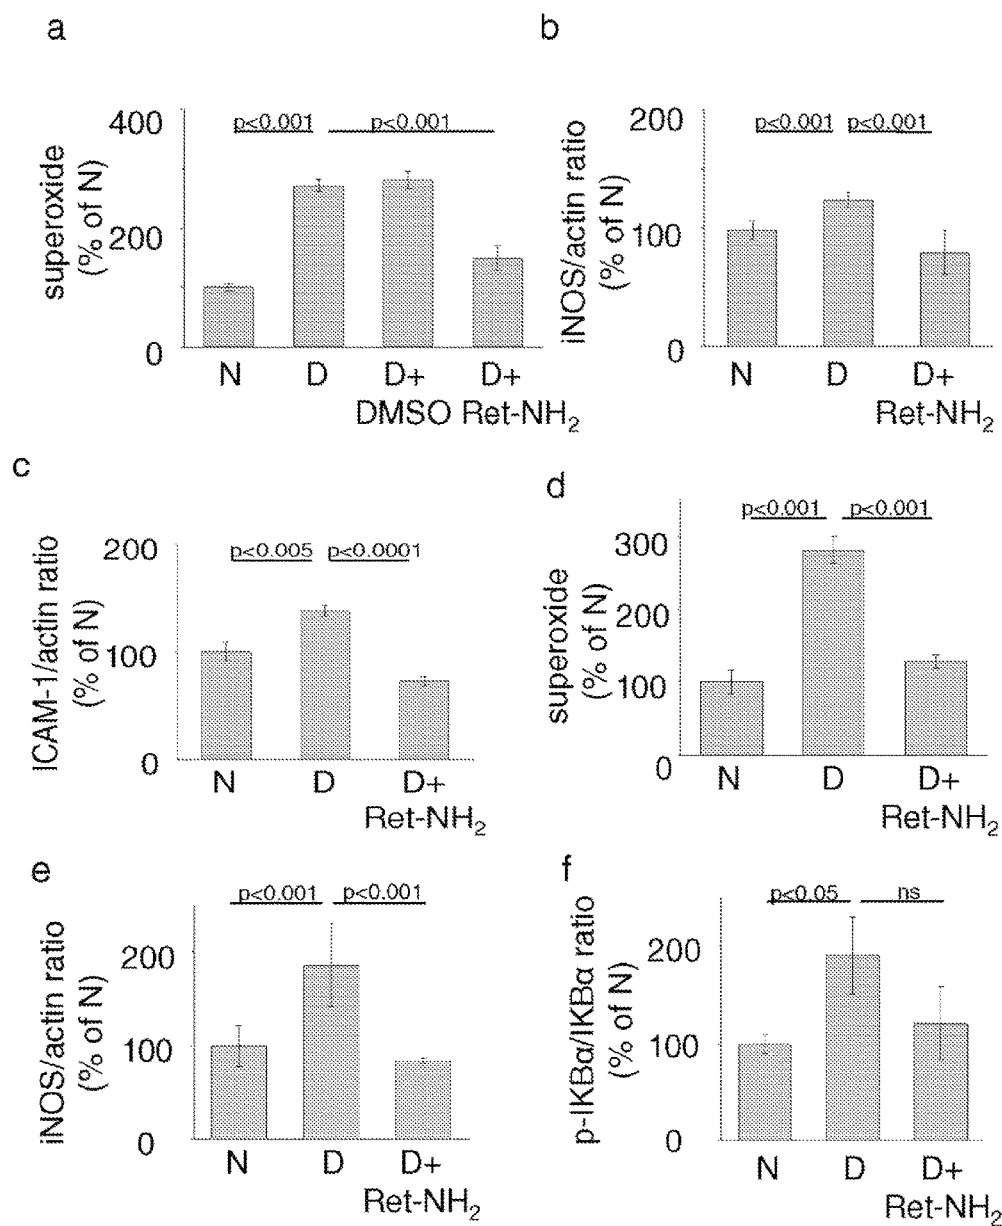 a
400
200
0
superoxide
(% of N)
p<0.001
p<0.001
N
D
D+
DMSO
D+
Ret-NH₂
b
200
100
0
iNOS/actin ratio
(% of N)
p<0.001
p<0.001
N
D
D+
Ret-NH₂
c
200
100
0
ICAM-1/actin ratio
(% of N)
p<0.005
p<0.0001
N
D
D+
Ret-NH₂
d
300
200
100
0
superoxide
(% of N)
p<0.001
p<0.001
N
D
D+
Ret-NH₂
e
200
100
0
iNOS/actin ratio
(% of N)
p<0.001
p<0.001
N
D
D+
Ret-NH₂
f
200
100
0
p-IKBα/IKBα ratio
(% of N)
p<0.05
ns
N
D
D+
Ret-NH₂